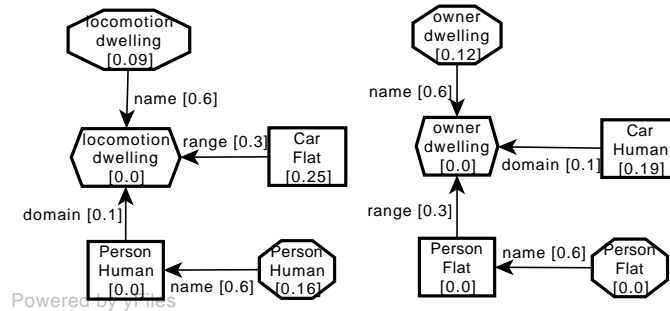 locomotion
dwelling
[0.09]
name [0.6]
locomotion
dwelling
[0.0]
range [0.3]
Car
Flat
[0.25]
domain [0.1]
Person
Human
[0.0]
name [0.6]
Person
Human
[0.16]
owner
dwelling
[0.12]
name [0.6]
owner
dwelling
[0.0]
domain [0.1]
Car
Human
[0.19]
range [0.3]
Person
Flat
[0.0]
name [0.6]
Person
Flat
[0.0]
Powered by yFiles